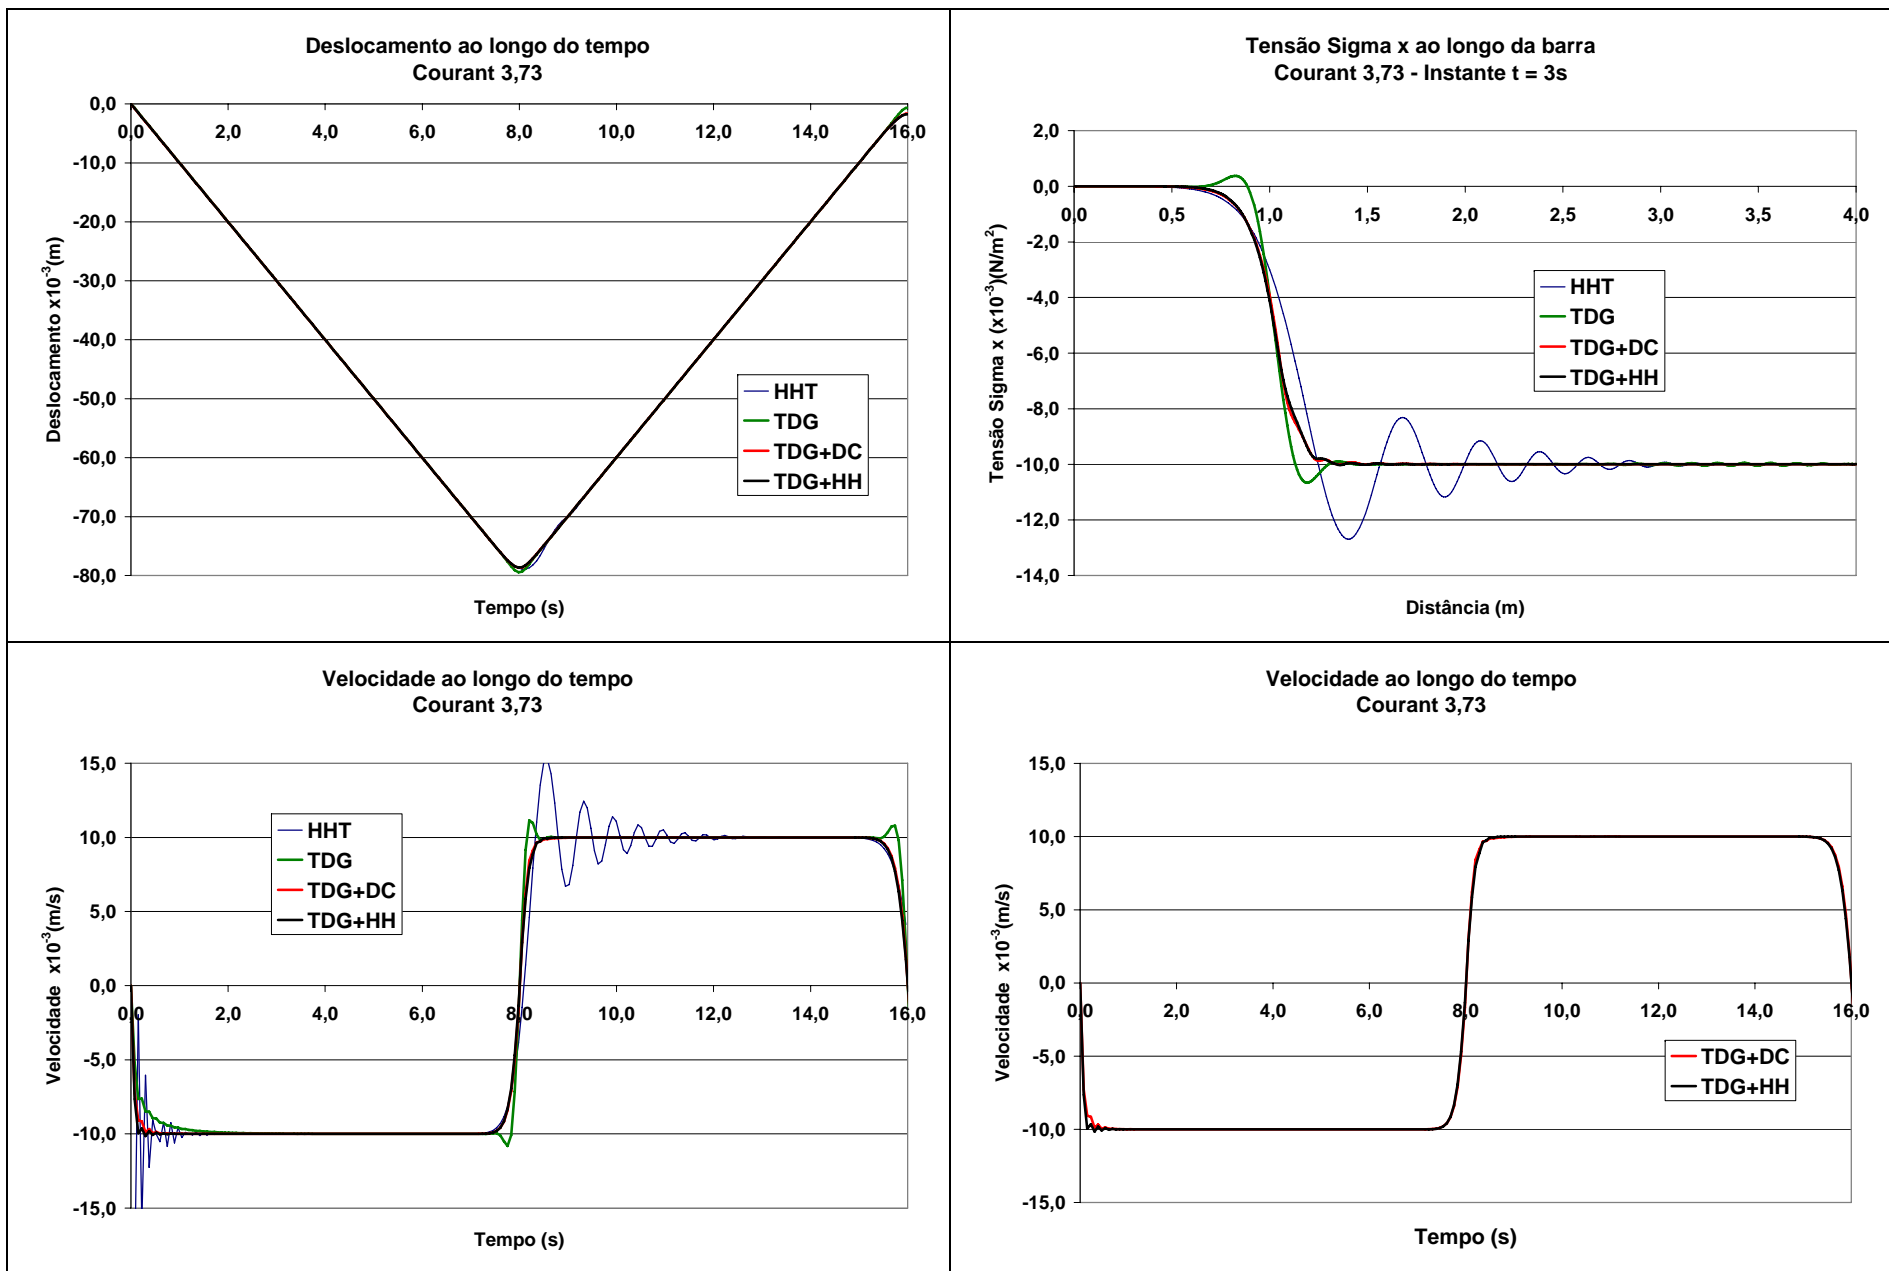 Deslocamento ao longo do tempo
Courant 3,73
0,0
-10,0
-20,0
-30,0
-40,0
-50,0
-60,0
-70,0
-80,0
0,0 2,0 4,0 6,0 8,0 10,0 12,0 14,0 16,0
Deslocamento x10⁻³(m)
HHT
TDG
TDG+DC
TDG+HH
Tempo (s)
Tensão Sigma x ao longo da barra
Courant 3,73 - Instante t = 3s
2,0
0,0
-2,0
-4,0
-6,0
-8,0
-10,0
-12,0
-14,0
0,0 0,5 1,0 1,5 2,0 2,5 3,0 3,5 4,0
Tensão Sigma x (x10⁻³)(N/m²)
HHT
TDG
TDG+DC
TDG+HH
Distância (m)
Velocidade ao longo do tempo
Courant 3,73
15,0
10,0
5,0
0,0
-5,0
-10,0
-15,0
0,0 2,0 4,0 6,0 8,0 10,0 12,0 14,0 16,0
Velocidade x10⁻³(m/s)
HHT
TDG
TDG+DC
TDG+HH
Tempo (s)
Velocidade ao longo do tempo
Courant 3,73
15,0
10,0
5,0
0,0
-5,0
-10,0
-15,0
0,0 2,0 4,0 6,0 8,0 10,0 12,0 14,0 16,0
Velocidade x10⁻³(m/s)
TDG+DC
TDG+HH
Tempo (s)